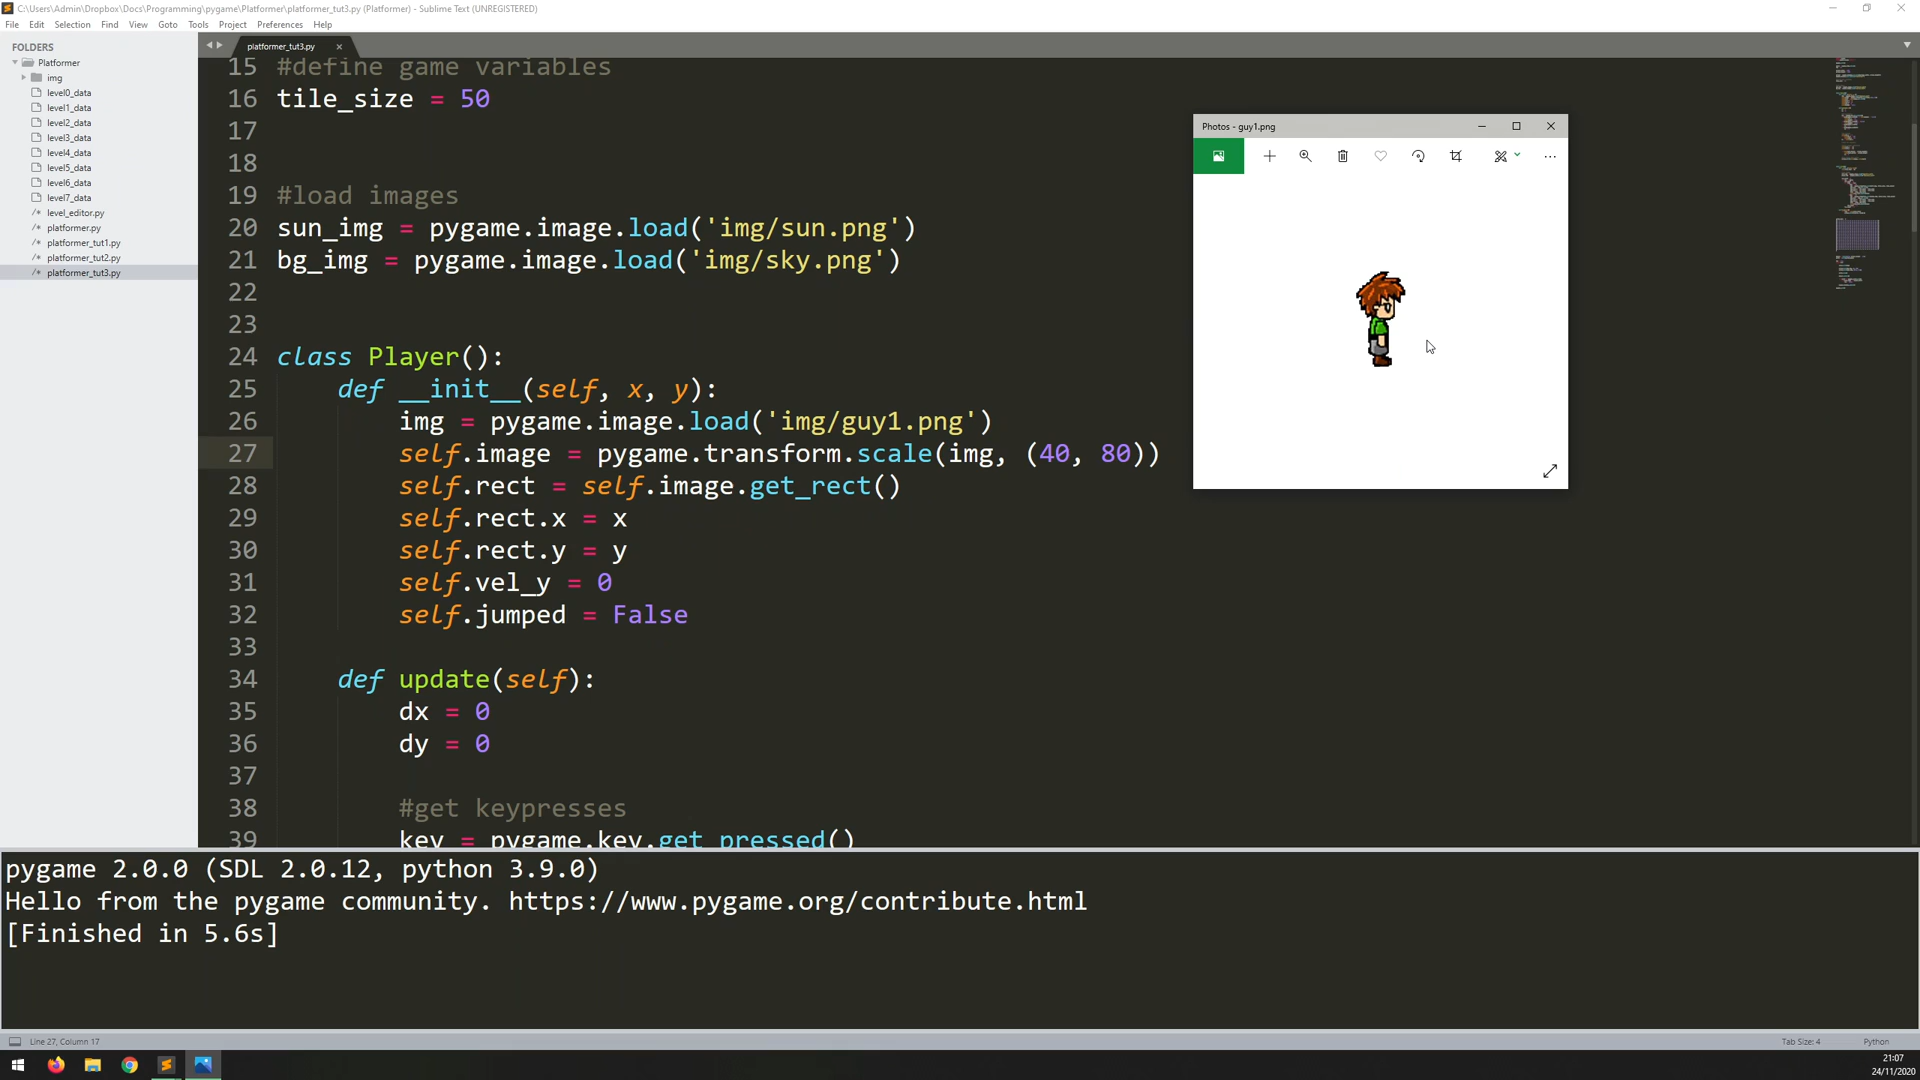 C:\Users\Admin\Dropbox\Docs\Programming\pygame\Platformer\platformer_tut3.py (Platformer) - Sublime Text (UNREGISTERED)
File Edit Selection Find View Goto Tools Project Preferences Help
FOLDERS
Platformer
img
level0_data
level1_data
level2_data
level3_data
level4_data
level5_data
level6_data
level7_data
level_editor.py
platformer.py
platformer_tut1.py
platformer_tut2.py
platformer_tut3.py
platformer_tut3.py
15 #define game variables
16 tile_size = 50
17
18
19 #load images
20 sun_img = pygame.image.load('img/sun.png')
21 bg_img = pygame.image.load('img/sky.png')
22
23
24 class Player():
25 def __init__(self, x, y):
26 img = pygame.image.load('img/guy1.png')
27 self.image = pygame.transform.scale(img, (40, 80))
28 self.rect = self.image.get_rect()
29 self.rect.x = x
30 self.rect.y = y
31 self.vel_y = 0
32 self.jumped = False
33
34 def update(self):
35 dx = 0
36 dy = 0
37
38 #get keypresses
39 key = pygame.key.get_pressed()
Photos - guy1.png
pygame 2.0.0 (SDL 2.0.12, python 3.9.0)
Hello from the pygame community. https://www.pygame.org/contribute.html
[Finished in 5.6s]
Line 27, Column 17
Tab Size: 4 Python
21:07
24/11/2020